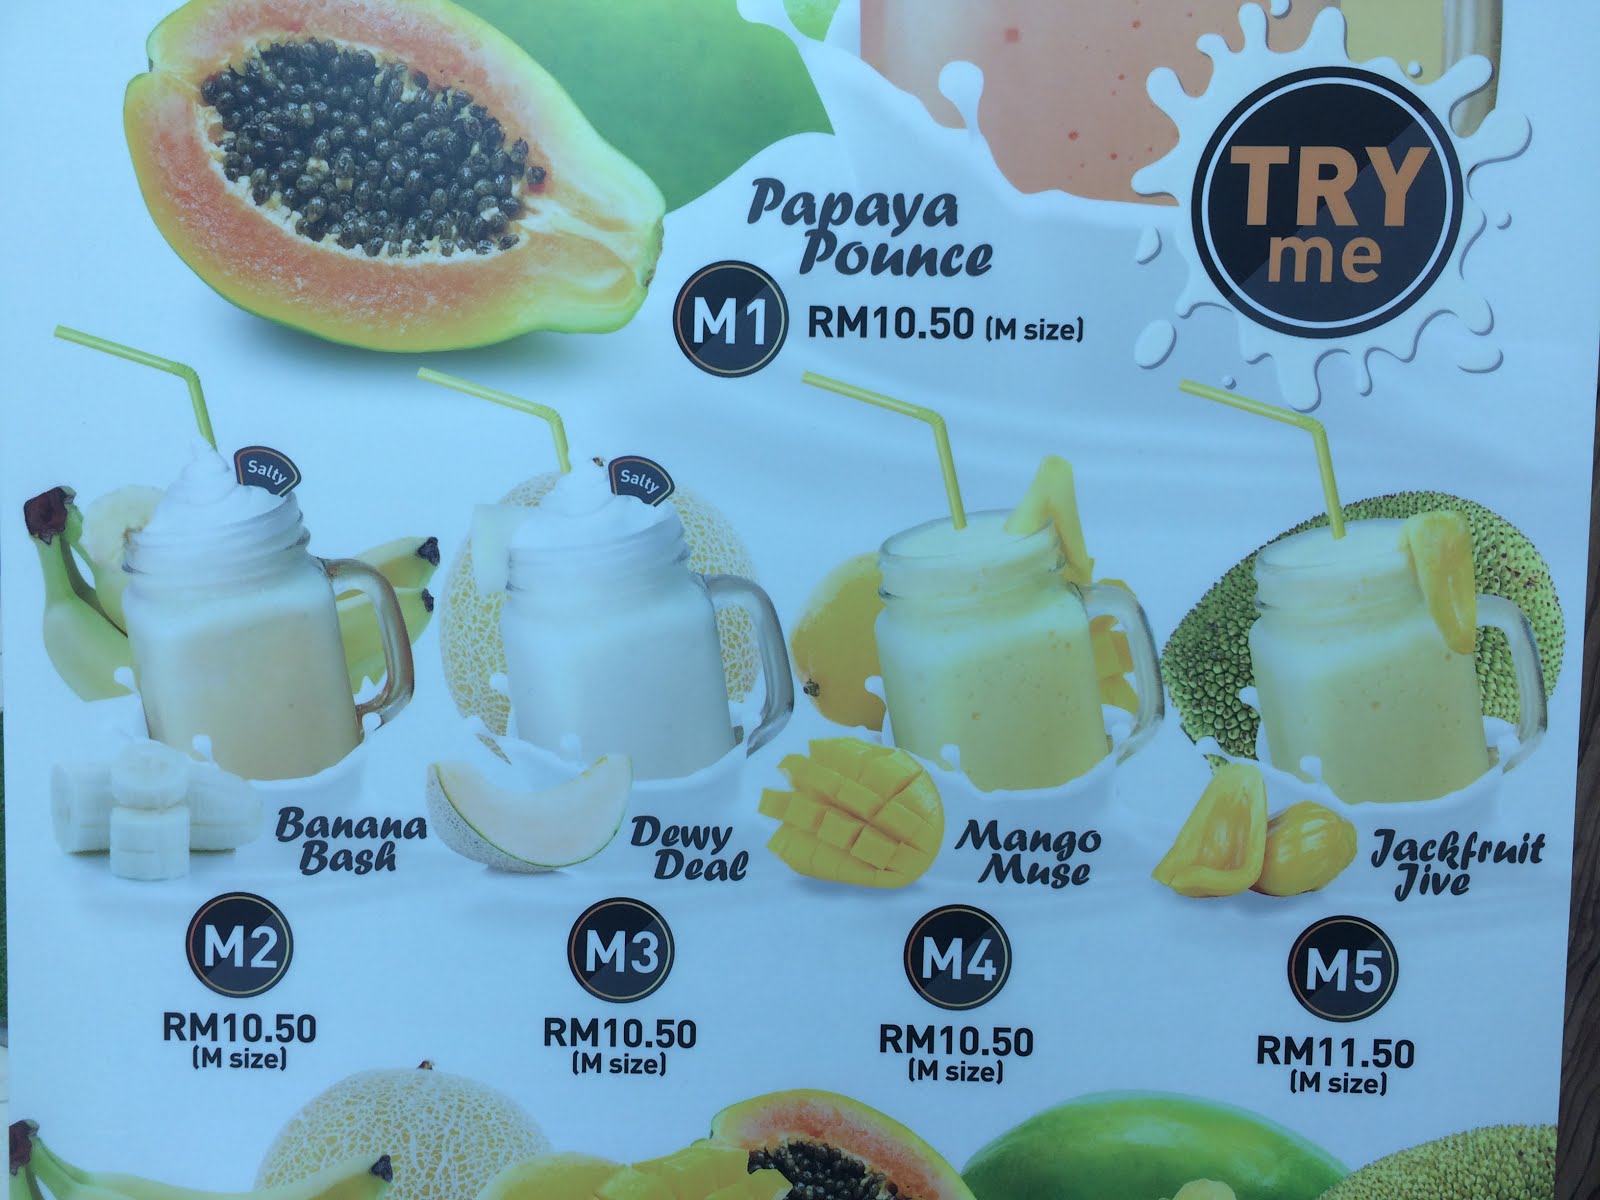 TRY
me
Papaya
Pounce
M1 RM10.50 (M size)
Salty
Salty
Banana
Bash
M2
RM10.50
(M size)
Dewy
Deal
M3
RM10.50
(M size)
Mango
Muse
M4
RM10.50
(M size)
Jackfruit
Jive
M5
RM11.50
(M size)